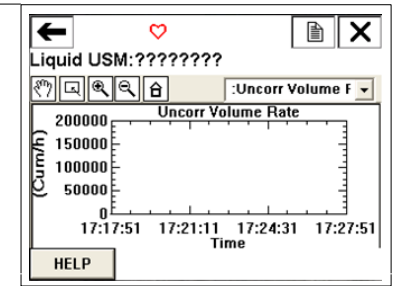 Liquid USM:????????
:Uncorr Volume F
Uncorr Volume Rate
(Cum/h)
200000
150000
100000
50000
0
17:17:51 17:21:11 17:24:31 17:27:51
Time
HELP